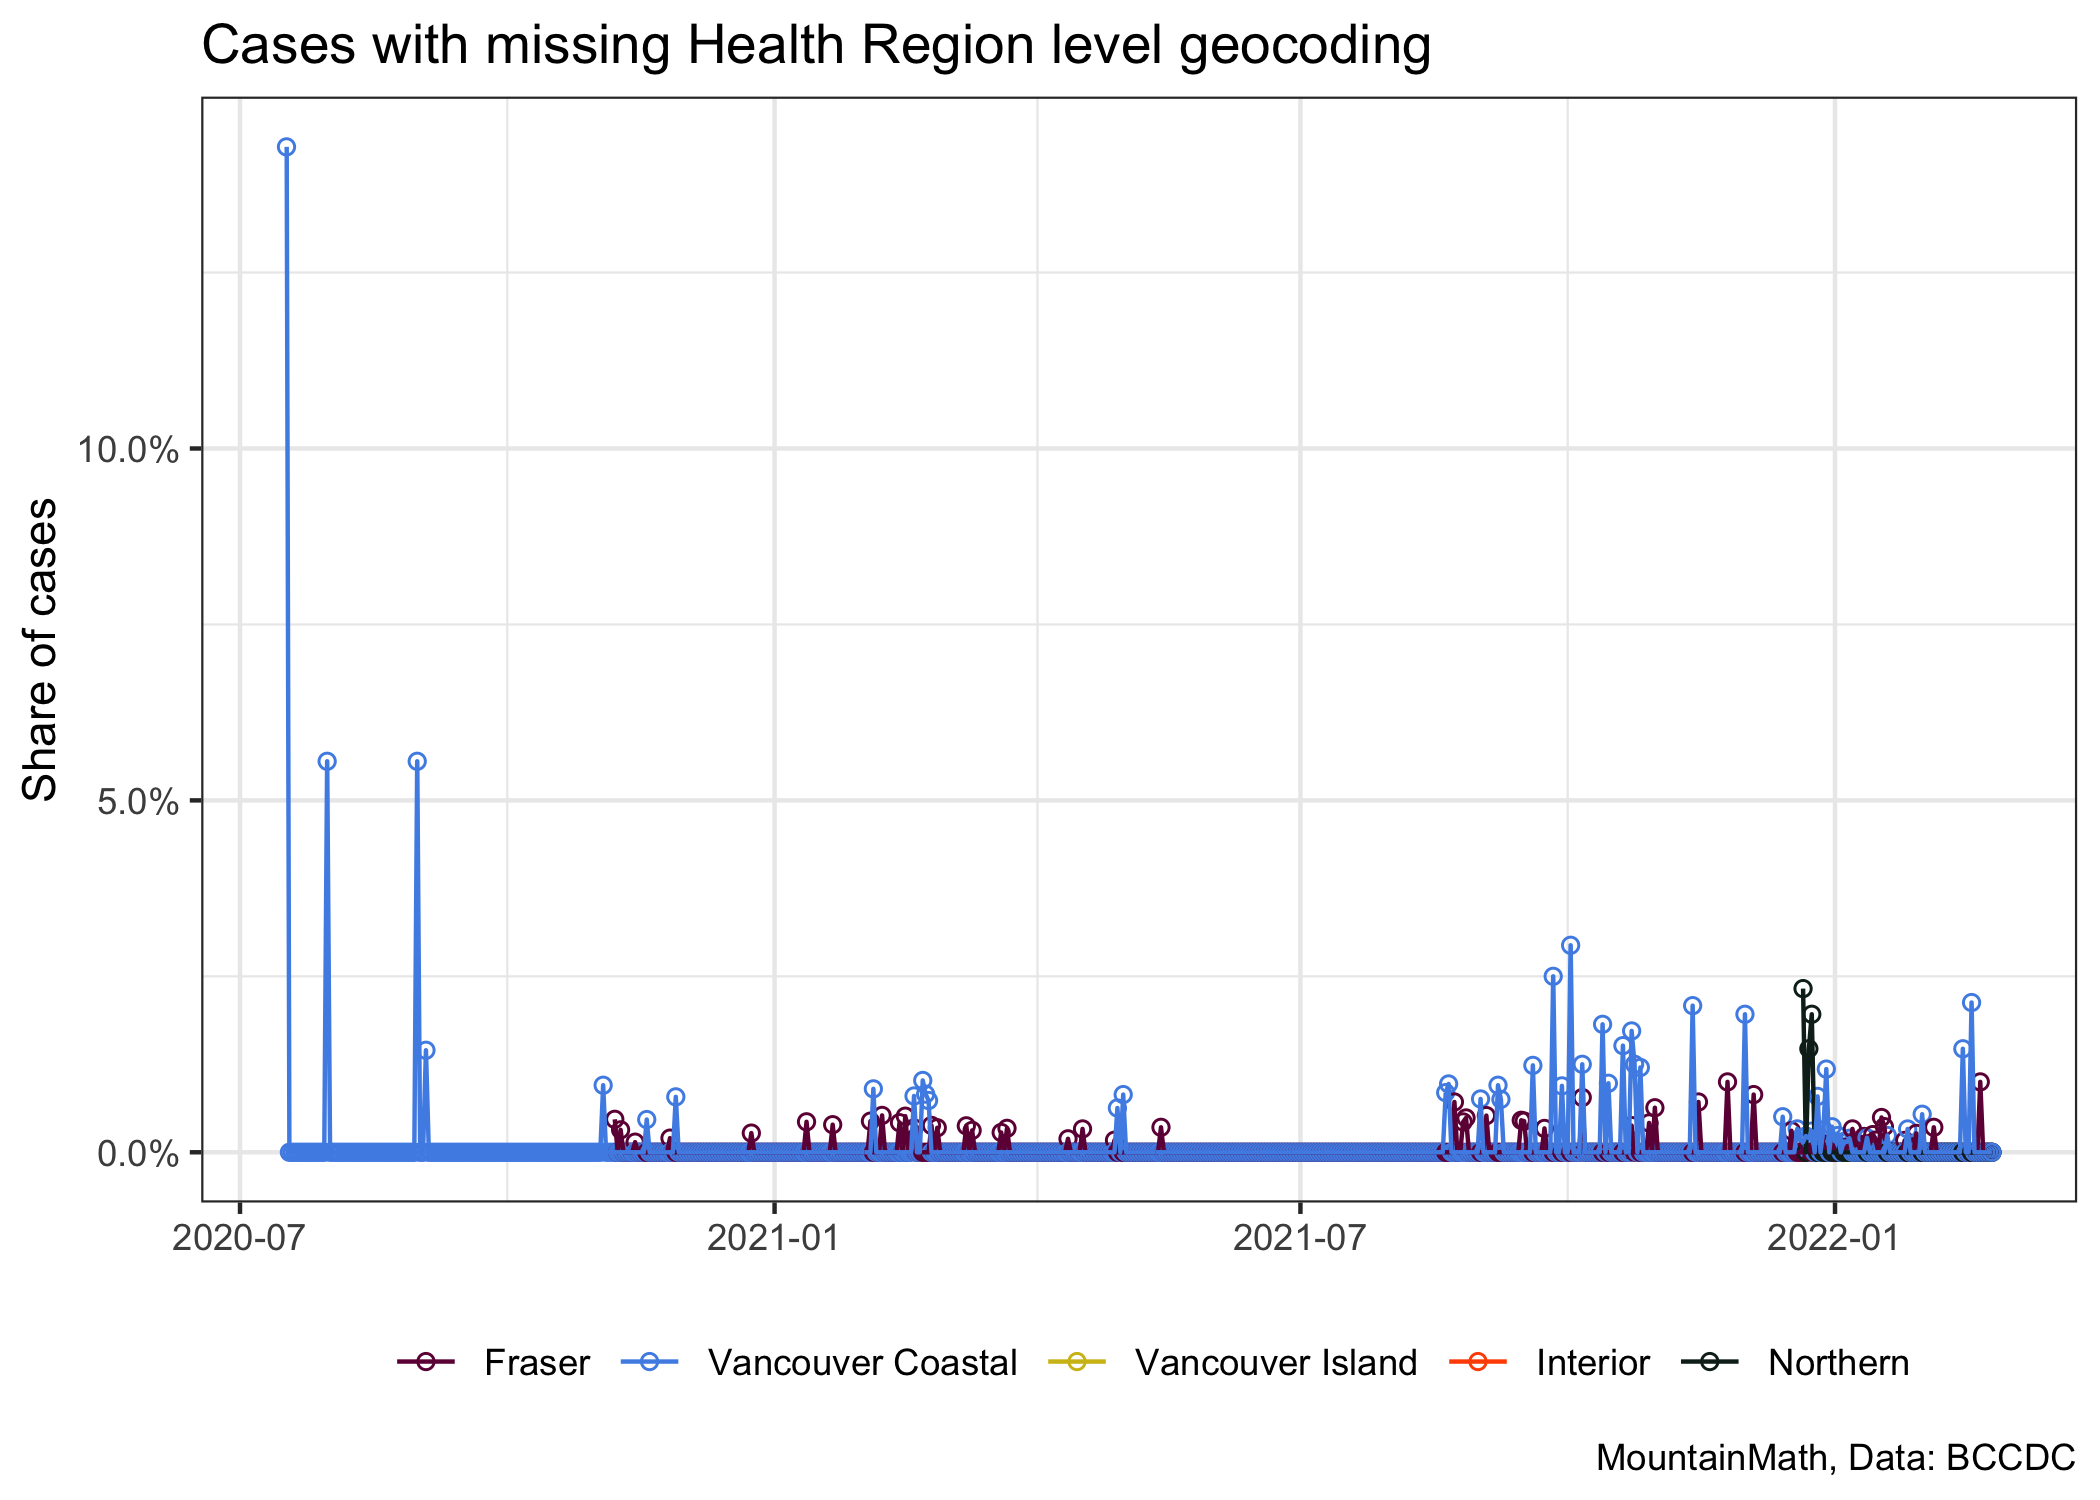 Cases with missing Health Region level geocoding
Share of cases
10.0%
5.0%
0.0%
2020-07 2021-01 2021-07 2022-01
Fraser Vancouver Coastal Vancouver Island Interior Northern
MountainMath, Data: BCCDC